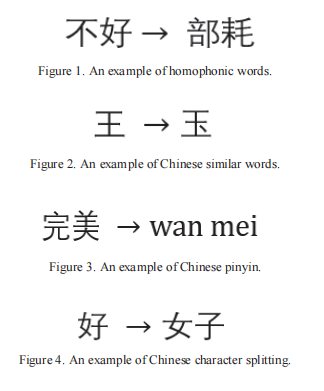 不好 → 部耗
Figure 1. An example of homophonic words.
王 → 玉
Figure 2. An example of Chinese similar words.
完美 → wan mei
Figure 3. An example of Chinese pinyin.
好 → 女子
Figure 4. An example of Chinese character splitting.